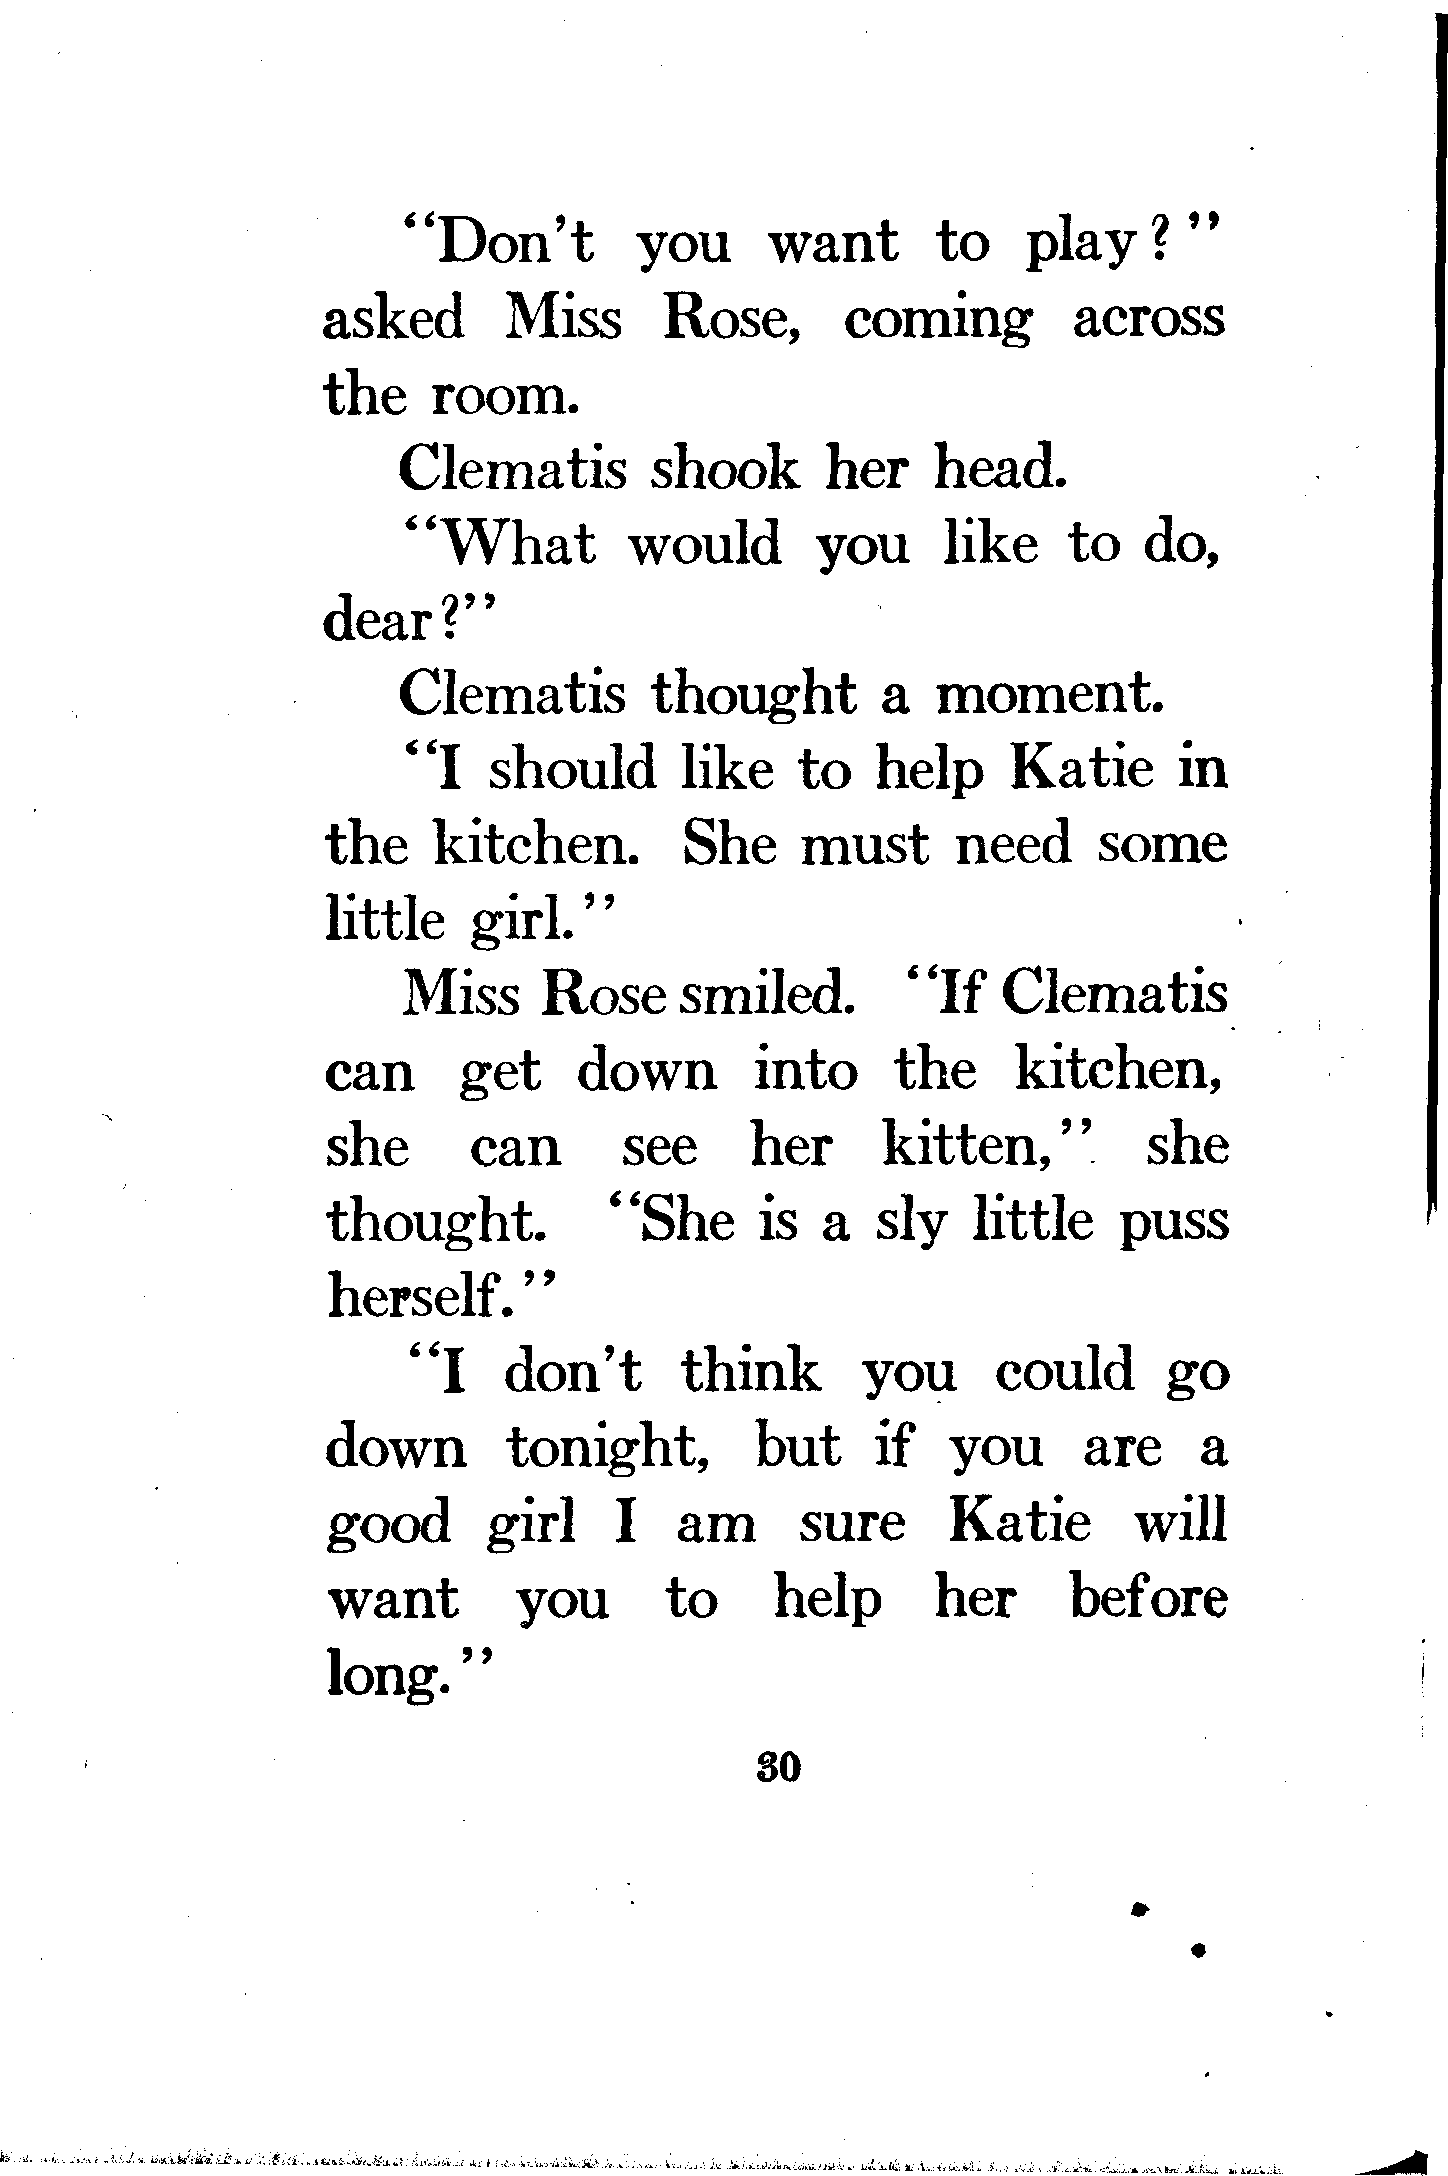 “Don’t you want to play?”
asked Miss Rose, coming across
the room.
Clematis shook her head.
“What would you like to do,
dear?”
Clematis thought a moment.
“I should like to help Katie in
the kitchen. She must need some
little girl.”
Miss Rose smiled. “If Clematis
can get down into the kitchen,
she can see her kitten,” she
thought. “She is a sly little puss
herself.”
“I don’t think you could go
down tonight, but if you are a
good girl I am sure Katie will
want you to help her before
long.”
30